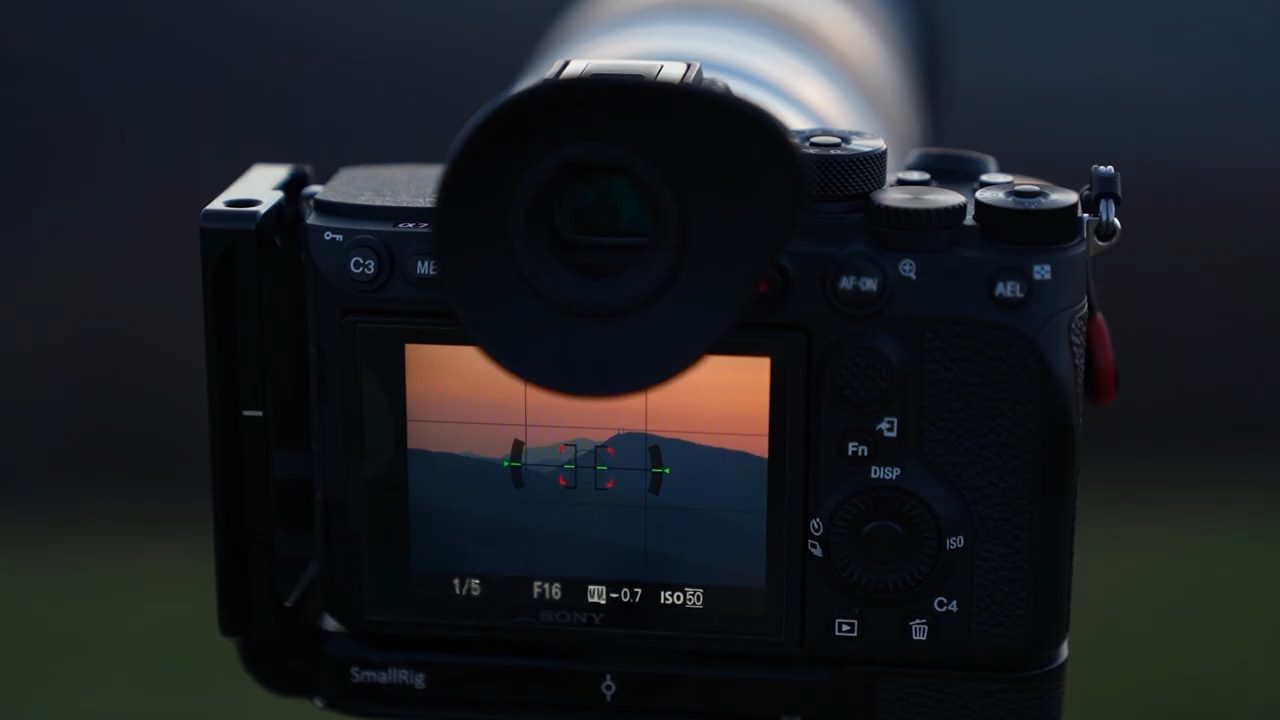 α7
C3
ME
AF-ON
AEL
Fn
DISP
ISO
1/5 F16 M.M. -0.7 ISO 50
SONY
C4
SmallRig